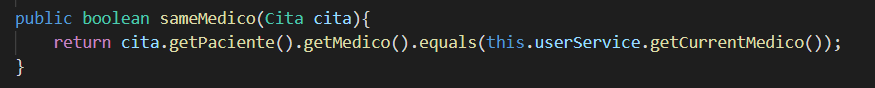 public boolean sameMedico(Cita cita){
    return cita.getPaciente().getMedico().equals(this.userService.getCurrentMedico());
}